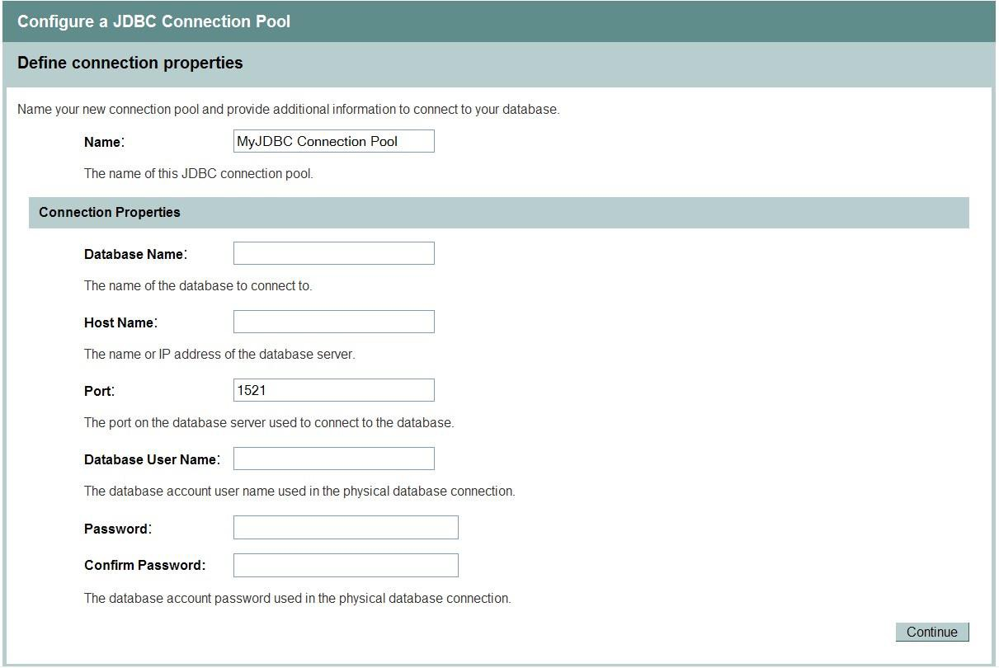 Configure a JDBC Connection Pool
Define connection properties
Name your new connection pool and provide additional information to connect to your database.
Name: MyJDBC Connection Pool
The name of this JDBC connection pool.
Connection Properties
Database Name:
The name of the database to connect to.
Host Name:
The name or IP address of the database server.
Port: 1521
The port on the database server used to connect to the database.
Database User Name:
The database account user name used in the physical database connection.
Password:
Confirm Password:
The database account password used in the physical database connection.
Continue